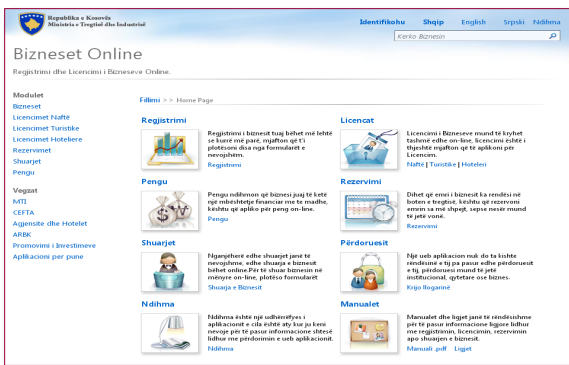 Republika e Kosovës
Ministria e Tregtisë dhe Industrisë
Identifikohu Shqip English Srpski Ndihma
Kerko Biznesin
Bizneset Online
Regjistrimi dhe Licencimi i Bizneseve Online.
Modulet
Bizneset
Licencimet Naftë
Licencimet Turistike
Licencimet Hoteliere
Rezervimet
Shuarjet
Pengu
Vegzat
MTI
CEFTA
Agjensite dhe Hotelet
ARBK
Promovimi i Investimeve
Aplikacioni per pune
Fillimi >> Home Page
Regjistrimi
Regjistrimi i biznesit tuaj bëhet më lehtë
se kurrë më parë, mjafton që t'i
plotësoni disa nga formularët e
nevojshëm.
Regjistrimi
Licencat
Licencimi i Bizneseve mund të kryhet
tashmë edhe on-line, licencimi është i
thjeshtë mjafton që të aplikoni për
Licencim.
Naftë | Turistike | Hoteleri
Pengu
Pengu ndihmon që biznesi juaj të ketë
një mbështetje financiar me te madhe,
kështu që apliko për peng on-line.
Pengu
Rezervimi
Dihet që emri i biznesit ka rendësi në
boten e tregtisë, kështu që rezervoni
emrin sa më shpejt, sepse nesër mund
të jetë vonë.
Rezervimi
Shuarjet
Nganjëherë edhe shuarjet janë të
nevojshme, edhe shuarja e biznesit
bëhet online.Për të shuar biznesin në
mënyre on-line, plotëso formularët
Shuarja e Biznesit
Përdoruesit
Një ueb aplikacion nuk do ta kishte
rëndësinë e tij pa pasur edhe përdoruesit
e tij, përdoruesi mund të jetë
institucional, qytetare ose biznes.
Krijo llogarinë
Ndihma
Ndihma është një udhërrëfyes i
aplikacionit e cila është aty kur ju keni
nevoje për të pasur informacione shtesë
lidhur me përdorimin e ueb aplikacionit.
Ndihma
Manualet
Manualet dhe ligjet janë të rëndësishme
për të pasur informacione ligjore lidhur
me regjistrimin, licencimin, rezervimin
apo shuarjen e biznesit.
Manuali .pdf Ligjet